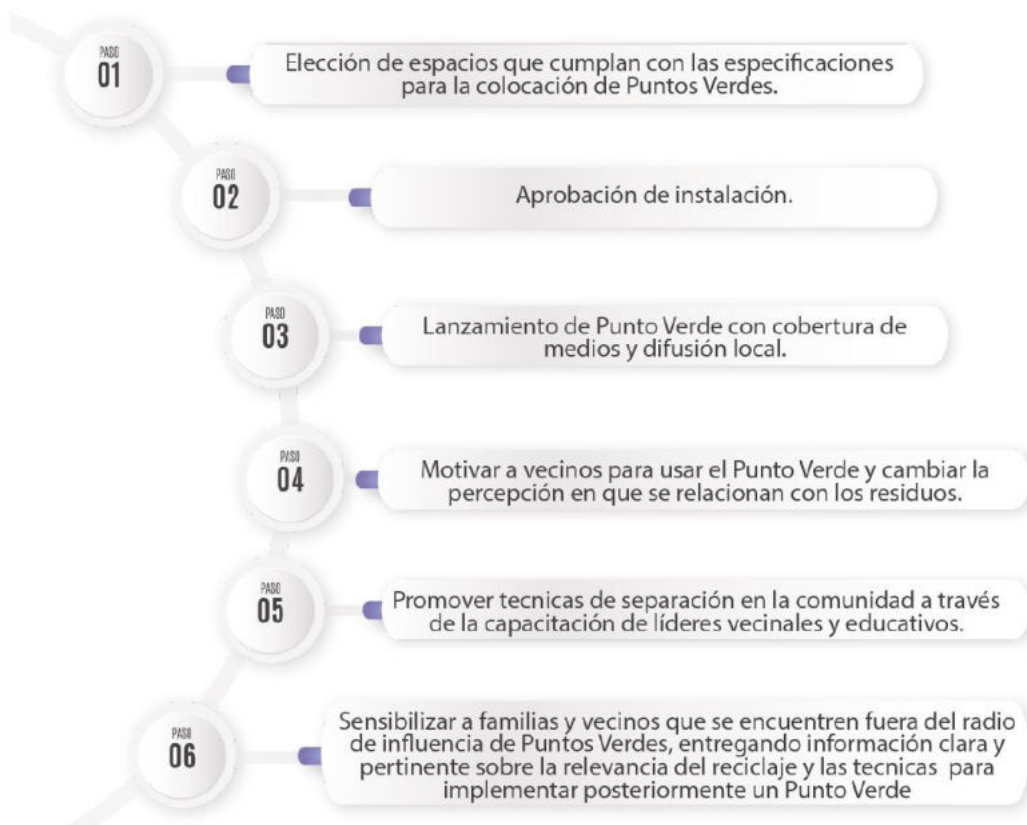 PASO
01
Elección de espacios que cumplan con las especificaciones
para la colocación de Puntos Verdes.
PASO
02
Aprobación de instalación.
PASO
03
Lanzamiento de Punto Verde con cobertura de
medios y difusión local.
PASO
04
Motivar a vecinos para usar el Punto Verde y cambiar la
percepción en que se relacionan con los residuos.
PASO
05
Promover tecnicas de separación en la comunidad a través
de la capacitación de líderes vecinales y educativos.
PASO
06
Sensibilizar a familias y vecinos que se encuentren fuera del radio
de influencia de Puntos Verdes, entregando información clara y
pertinente sobre la relevancia del reciclaje y las tecnicas para
implementar posteriormente un Punto Verde